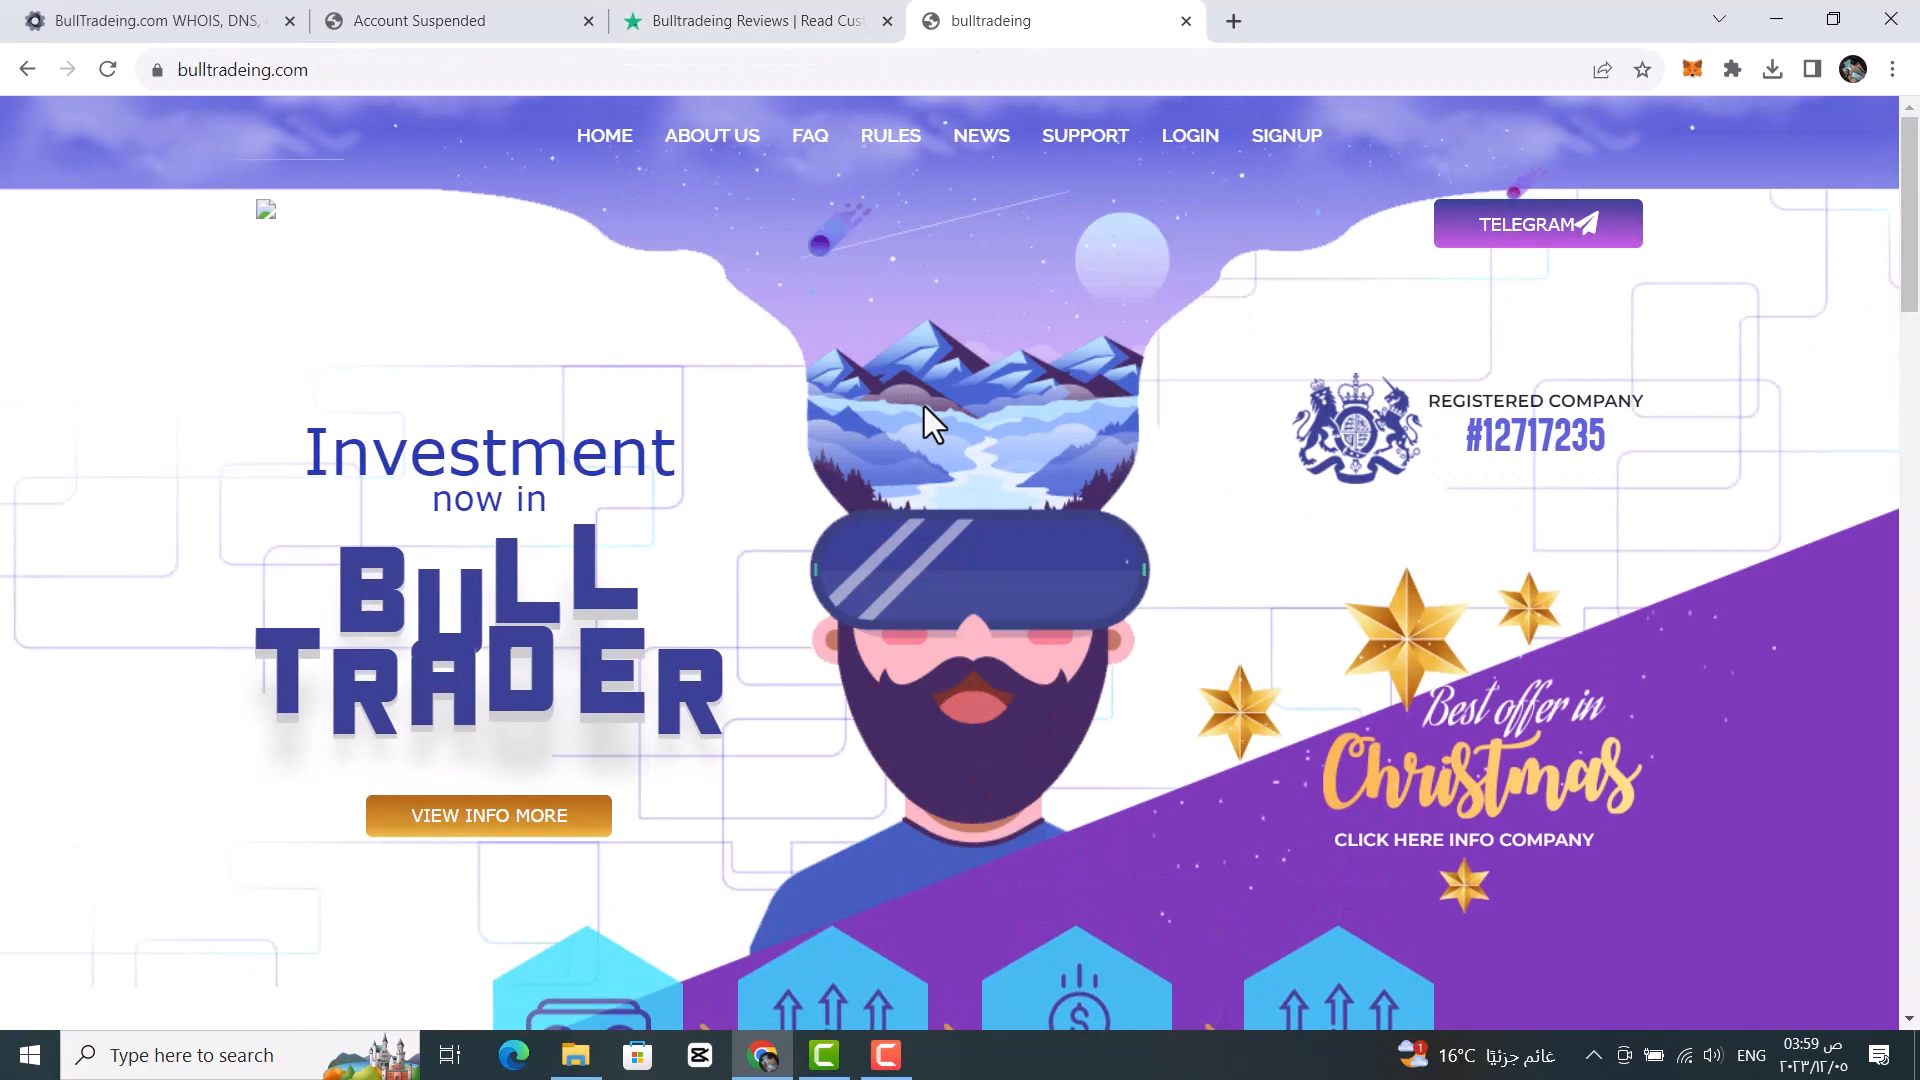 BullTradeing.com WHOIS, DNS,
Account Suspended
Bulltradeing Reviews | Read Cust
bulltradeing
bulltradeing.com
HOME ABOUT US FAQ RULES NEWS SUPPORT LOGIN SIGNUP
TELEGRAM
REGISTERED COMPANY
#12717235
Investment
now in
BULL
TRADER
VIEW INFO MORE
Best offer in
Christmas
CLICK HERE INFO COMPANY
Type here to search
1
16°C غائم جزئيًا
ENG
03:59 ص
٢٠٢٣/١٢/٠٥